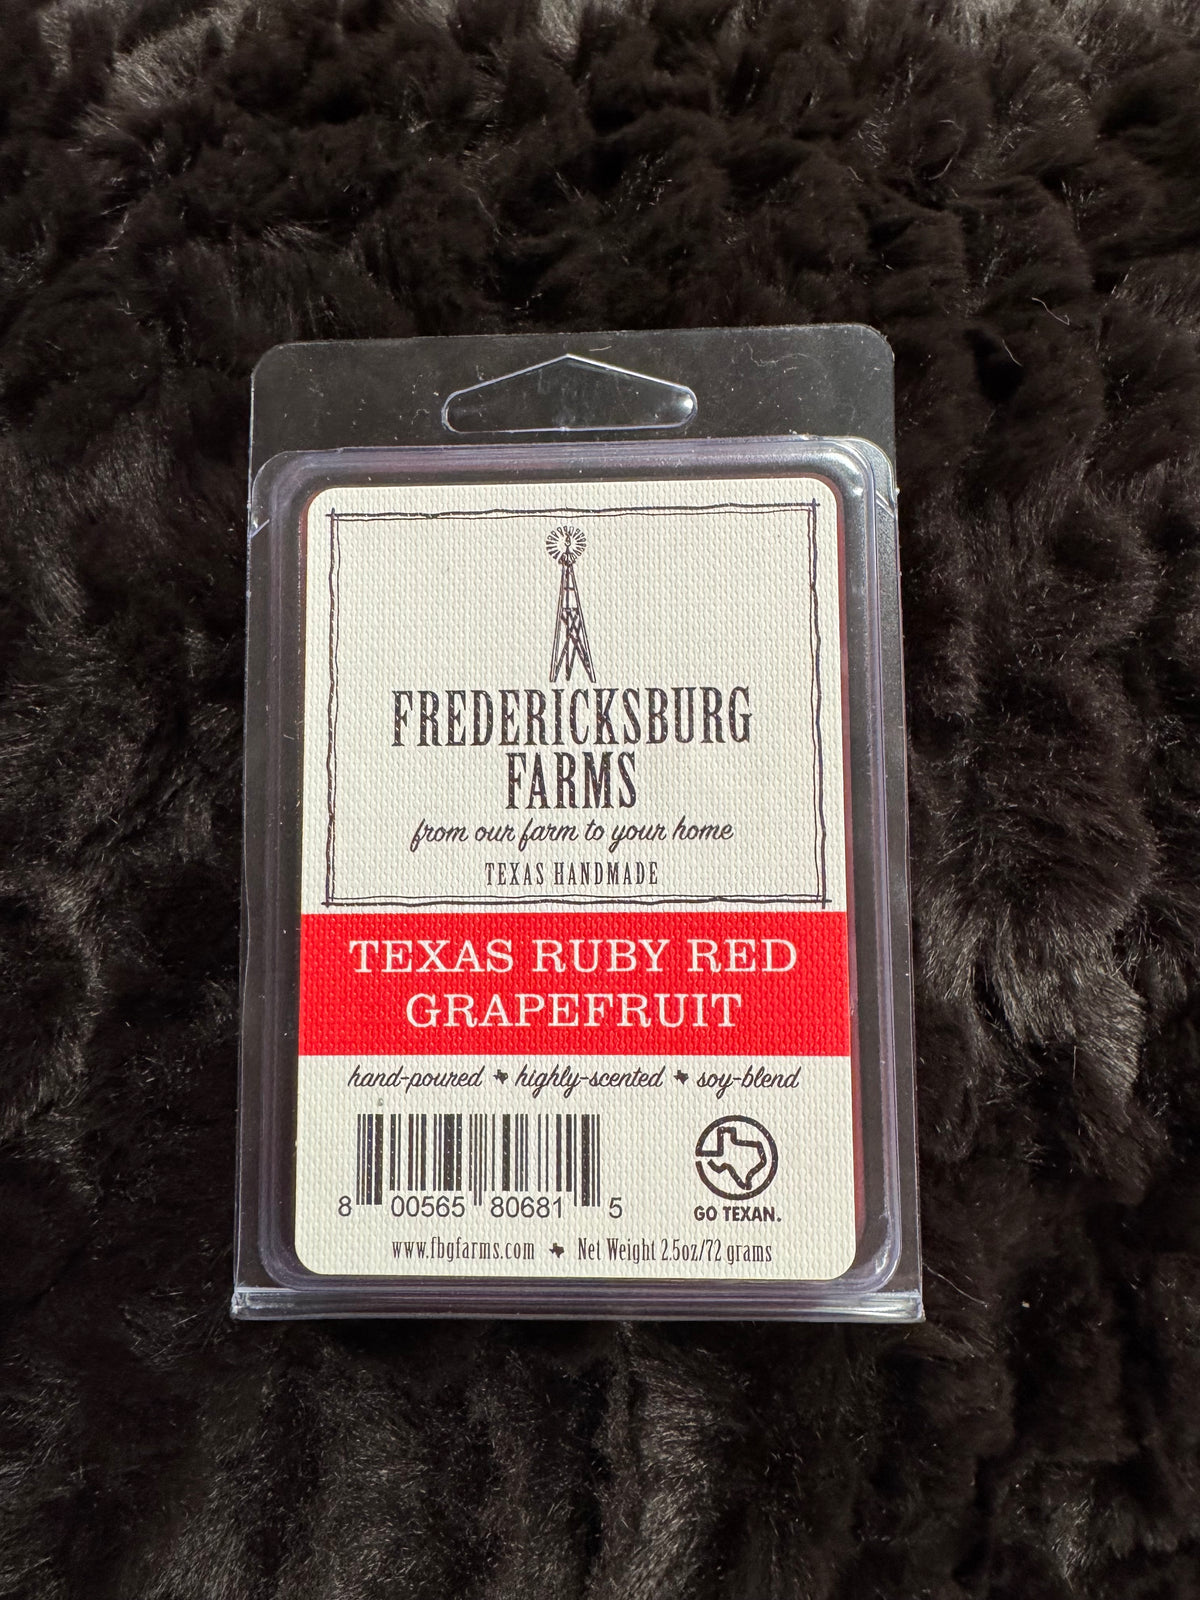 FREDERICKSBURG
FARMS
from our farm to your home
TEXAS HANDMADE
TEXAS RUBY RED
GRAPEFRUIT
hand-poured highly-scented soy-blend
8 00565 80681 5
GO TEXAN.
www.fbgfarms.com Net Weight 2.5oz/72 grams